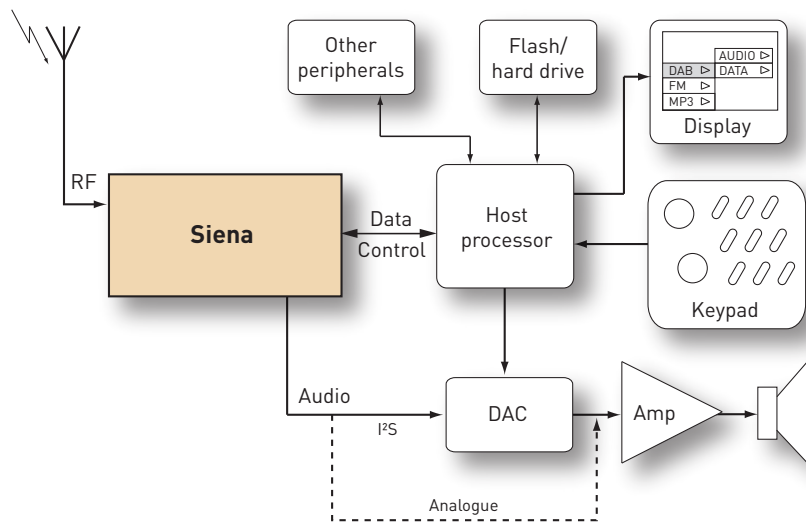 Other
peripherals
Flash/
hard drive
AUDIO
DAB
DATA
FM
MP3
Display
RF
Siena
Data
Control
Host
processor
Keypad
Audio
I²S
DAC
Amp
Analogue